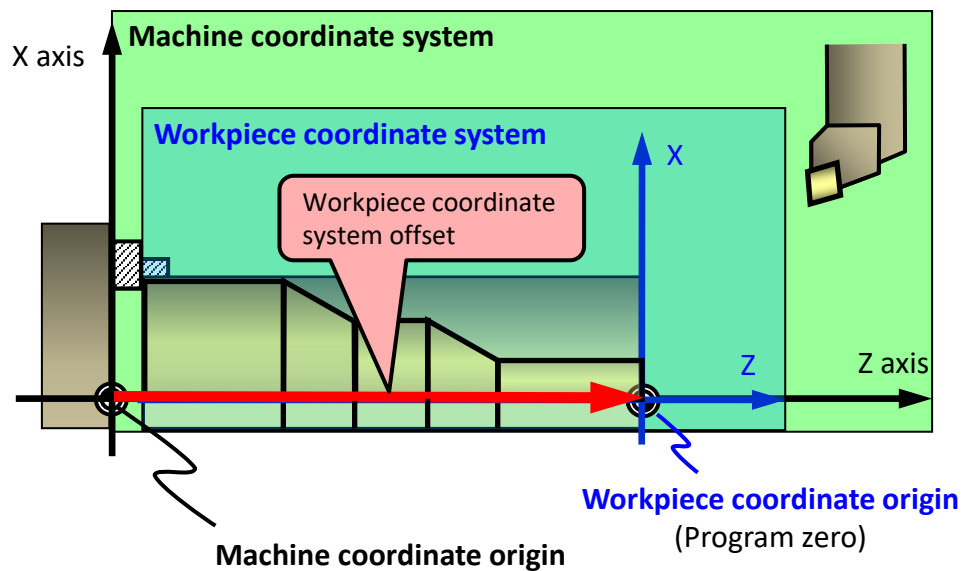 Machine coordinate system
X axis
Workpiece coordinate system
X
Workpiece coordinate
system offset
Z
Z axis
Workpiece coordinate origin
(Program zero)
Machine coordinate origin